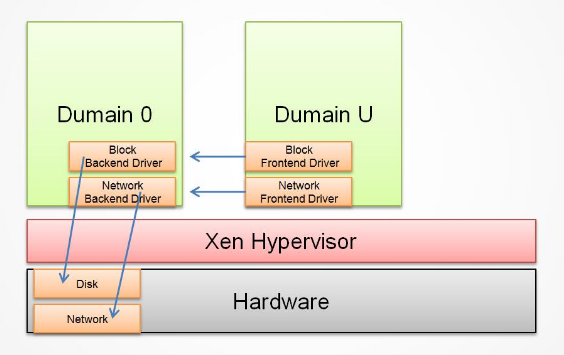 Dumain 0
Dumain U
Block
Backend Driver
Block
Frontend Driver
Network
Backend Driver
Network
Frontend Driver
Xen Hypervisor
Disk
Hardware
Network